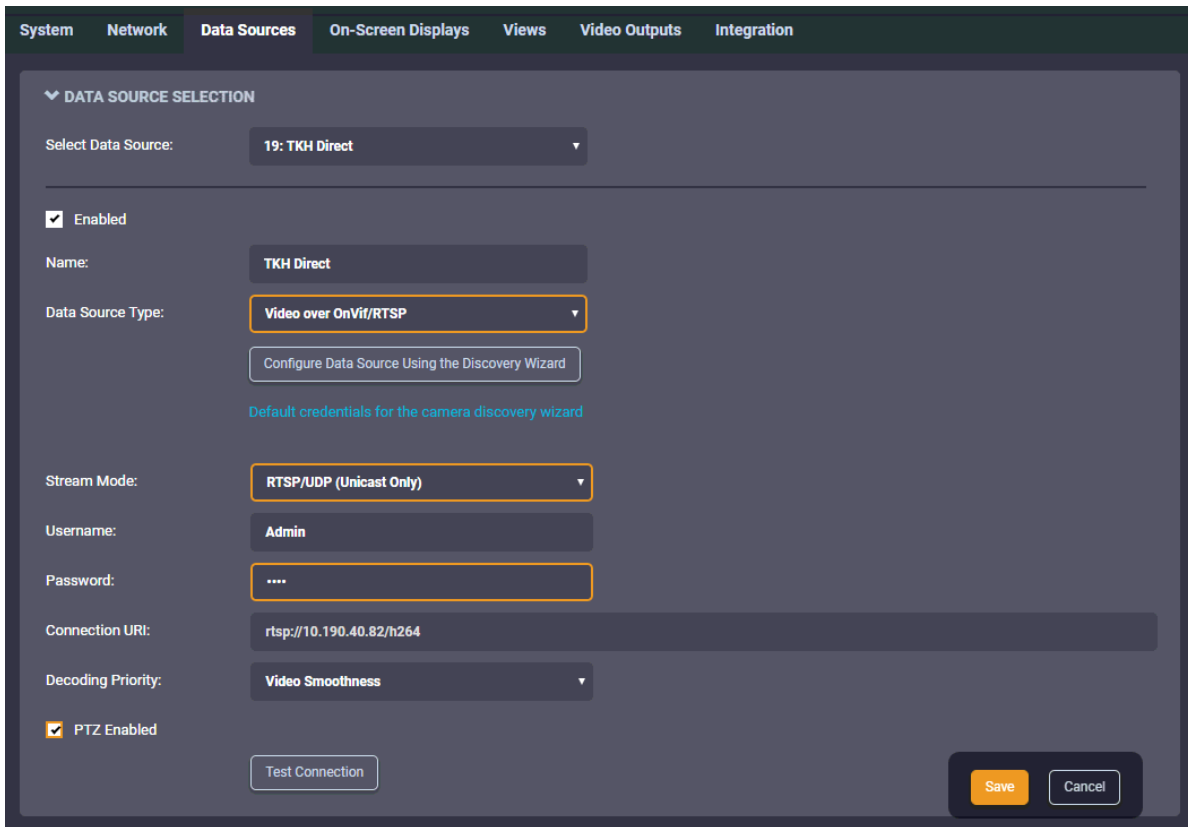 System Network Data Sources On-Screen Displays Views Video Outputs Integration
DATA SOURCE SELECTION
Select Data Source: 19: TKH Direct
Enabled
Name: TKH Direct
Data Source Type: Video over OnVif/RTSP
Configure Data Source Using the Discovery Wizard
Default credentials for the camera discovery wizard
Stream Mode: RTSP/UDP (Unicast Only)
Username: Admin
Password: ••••
Connection URI: rtsp://10.190.40.82/h264
Decoding Priority: Video Smoothness
PTZ Enabled
Test Connection
Save Cancel